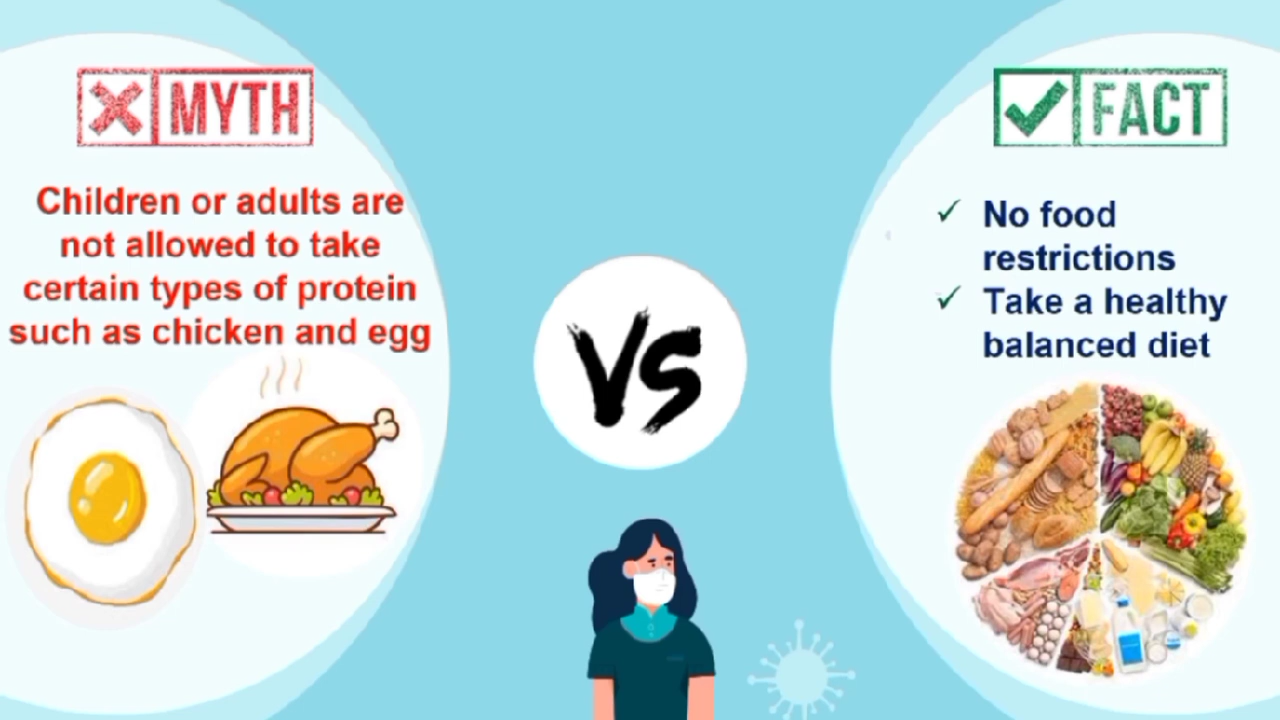 MYTH
Children or adults are
not allowed to take
certain types of protein
such as chicken and egg
VS
FACT
✓ No food
restrictions
✓ Take a healthy
balanced diet